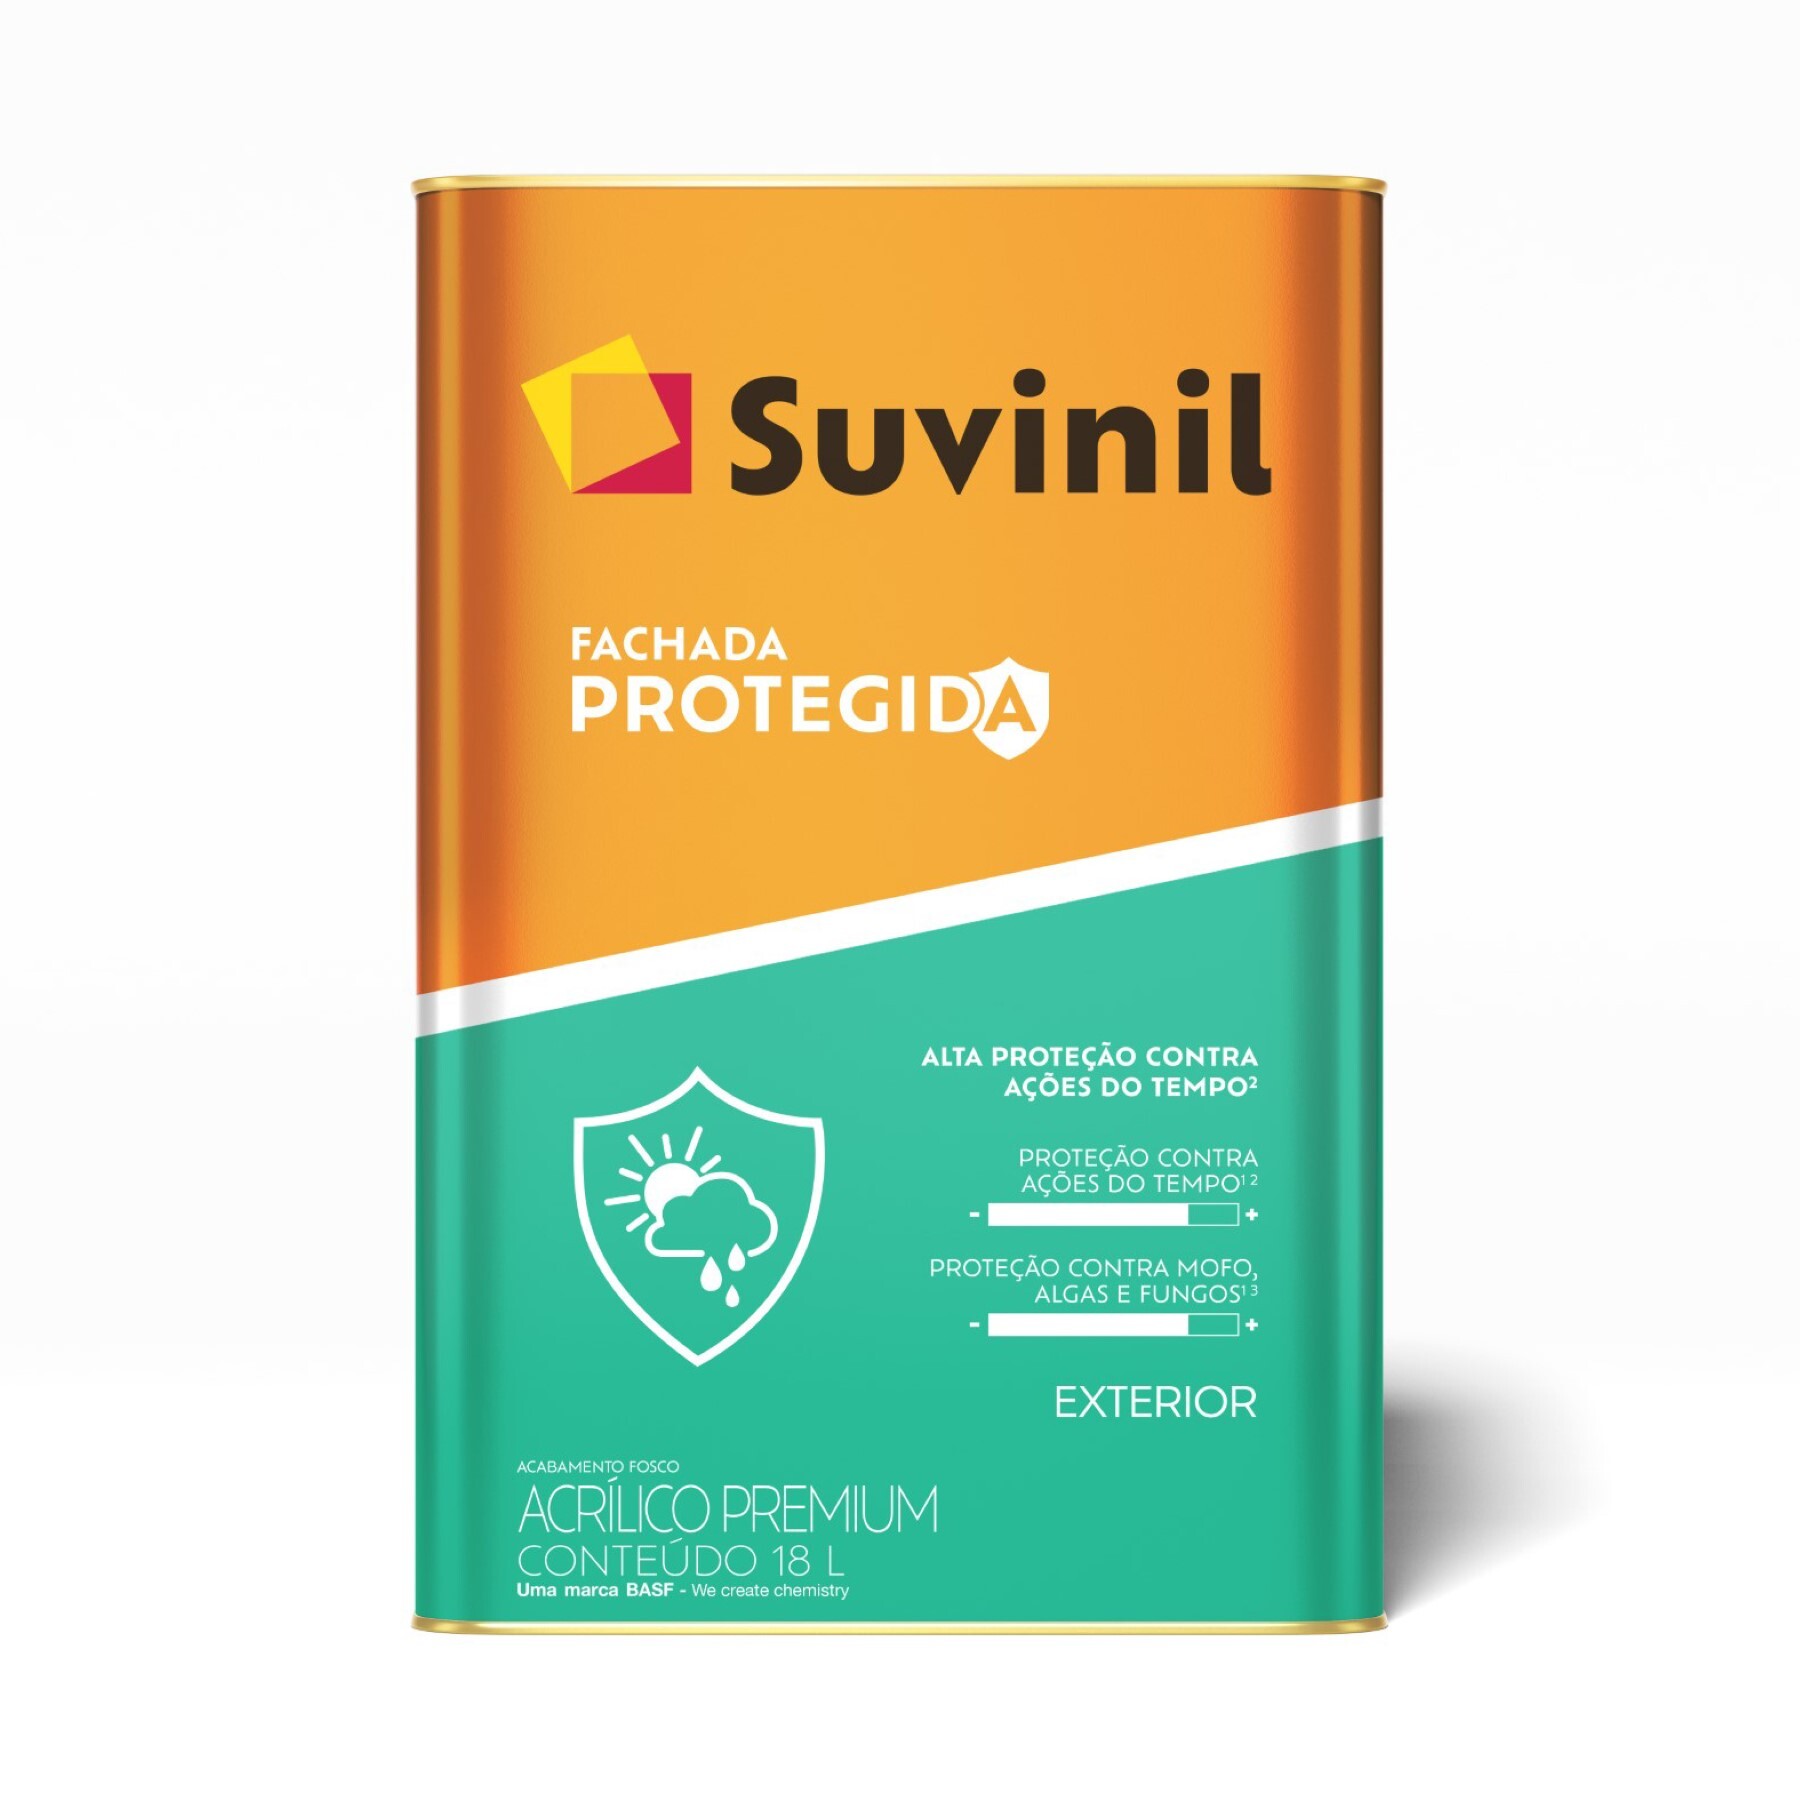 Suvinil
FACHADA
PROTEGIDA
ALTA PROTEÇÃO CONTRA
AÇÕES DO TEMPO²
PROTEÇÃO CONTRA
AÇÕES DO TEMPO¹ ²
- +
PROTEÇÃO CONTRA MOFO,
ALGAS E FUNGOS¹ ³
- +
EXTERIOR
ACABAMENTO FOSCO
ACRÍLICO PREMIUM
CONTEÚDO 18 L
Uma marca BASF - We create chemistry